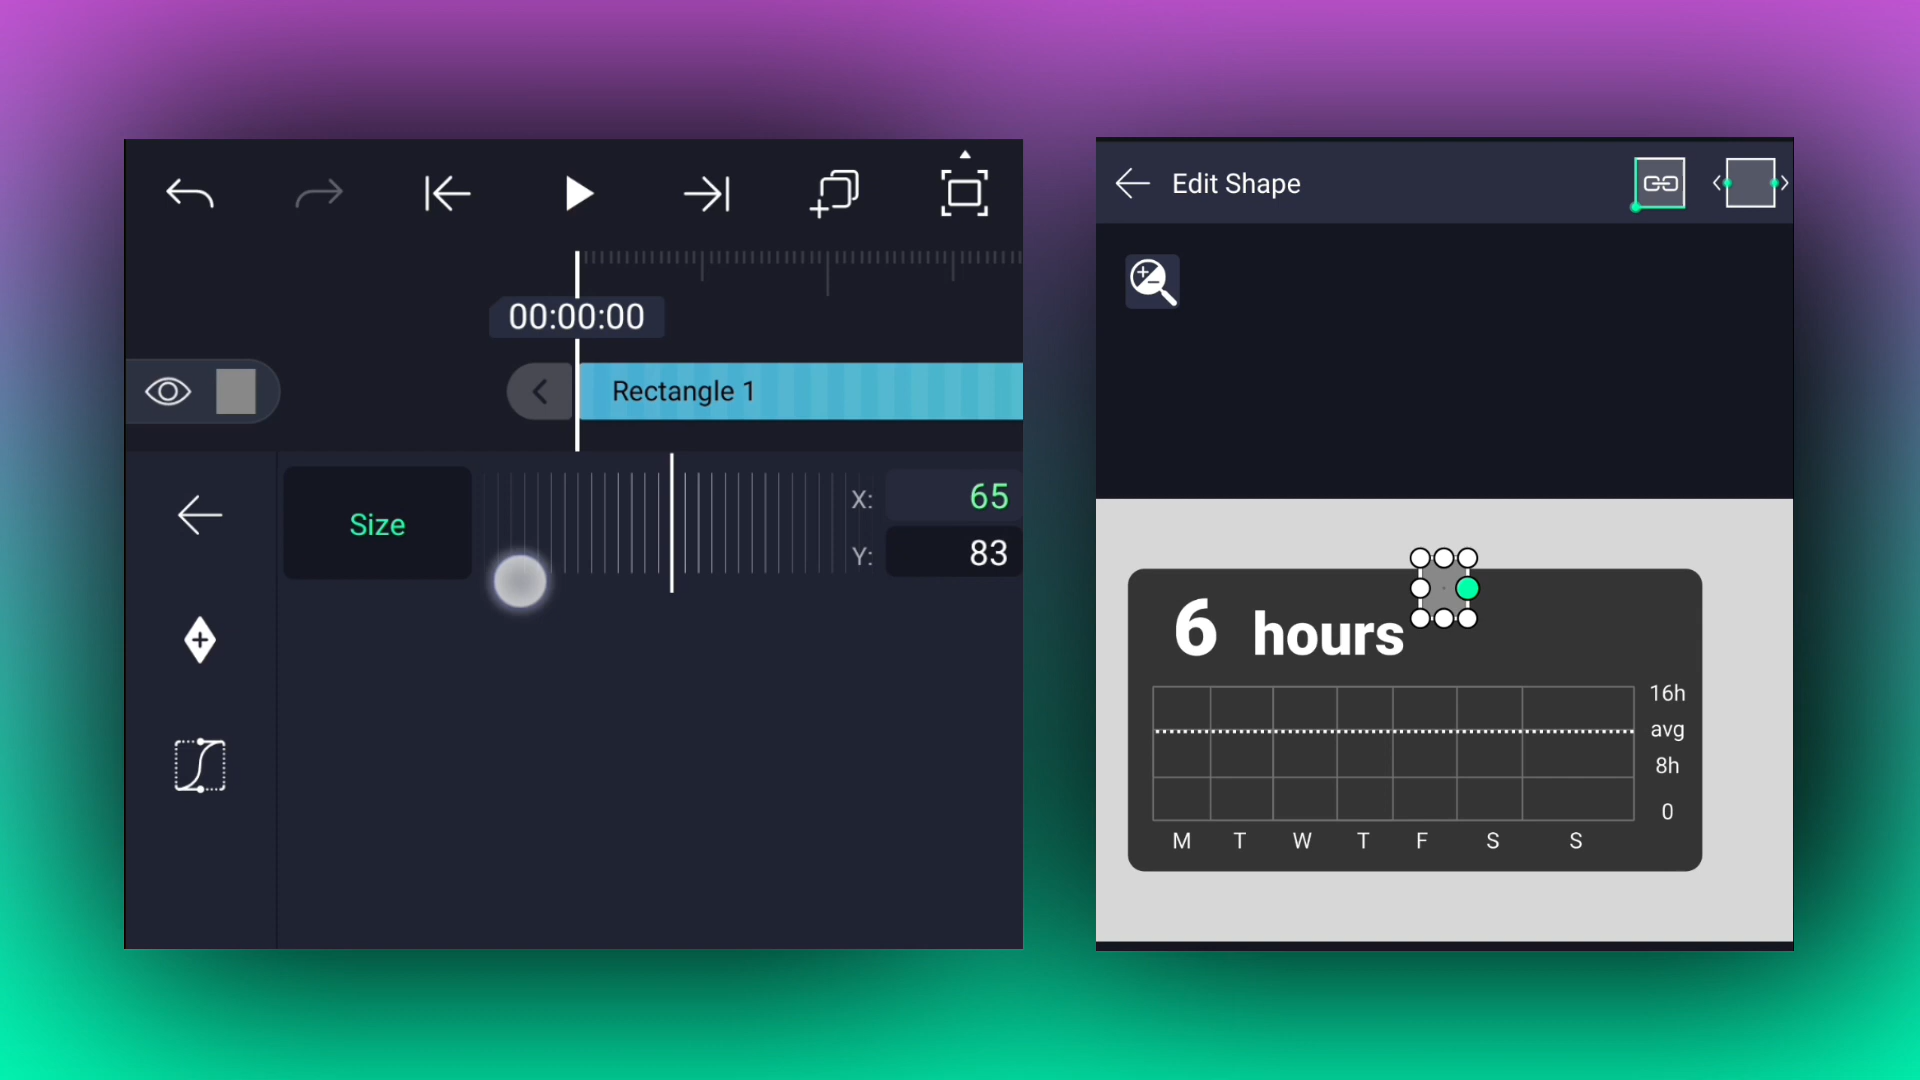 00:00:00
Rectangle 1
Size
X: 65
Y: 83
Edit Shape
6 hours
16h
avg
8h
0
M T W T F S S